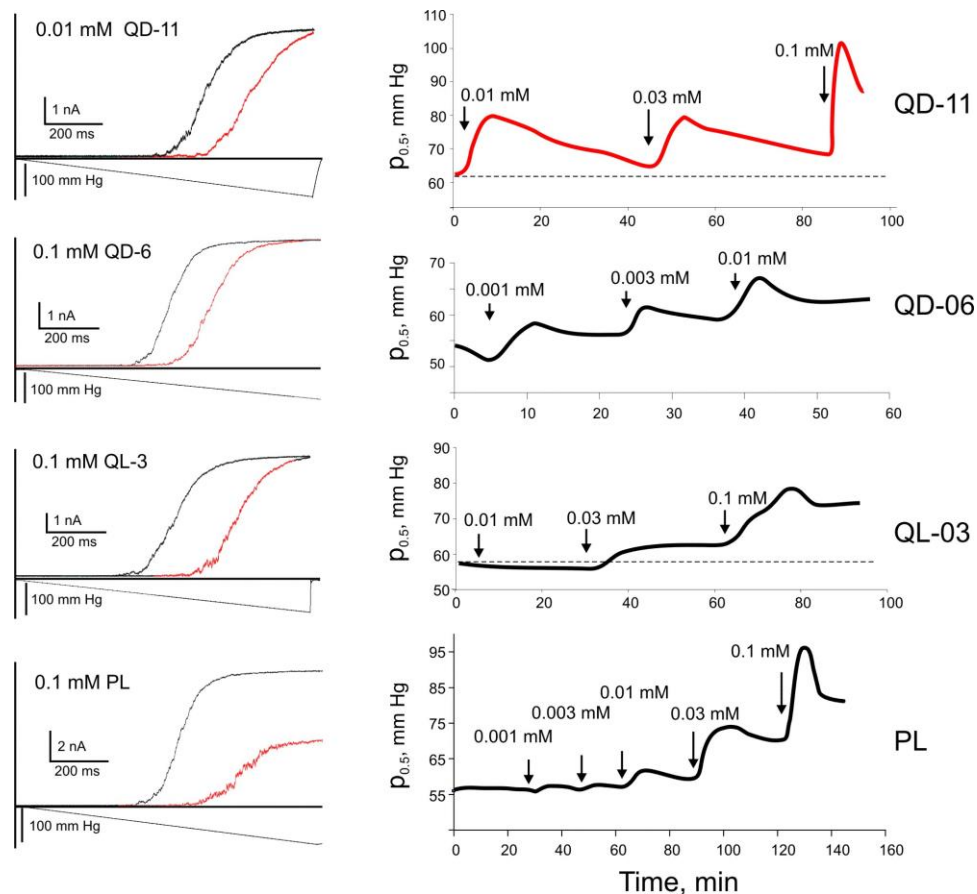 0.01 mM QD-11
1 nA
200 ms
100 mm Hg
0.1 mM QD-6
1 nA
200 ms
100 mm Hg
0.1 mM QL-3
1 nA
200 ms
100 mm Hg
0.1 mM PL
2 nA
200 ms
100 mm Hg
p0.5, mm Hg
110
100
90
80
70
60
0.01 mM
0.03 mM
0.1 mM
0
20
40
60
80
100
QD-11
p0.5, mm Hg
70
60
50
0.001 mM
0.003 mM
0.01 mM
0
10
20
30
40
50
60
QD-06
p0.5, mm Hg
90
80
70
60
50
0.01 mM
0.03 mM
0.1 mM
0
20
40
60
80
100
QL-03
p0.5, mm Hg
95
85
75
65
55
0.001 mM
0.003 mM
0.01 mM
0.03 mM
0.1 mM
0
20
40
60
80
100
120
140
160
PL
Time, min